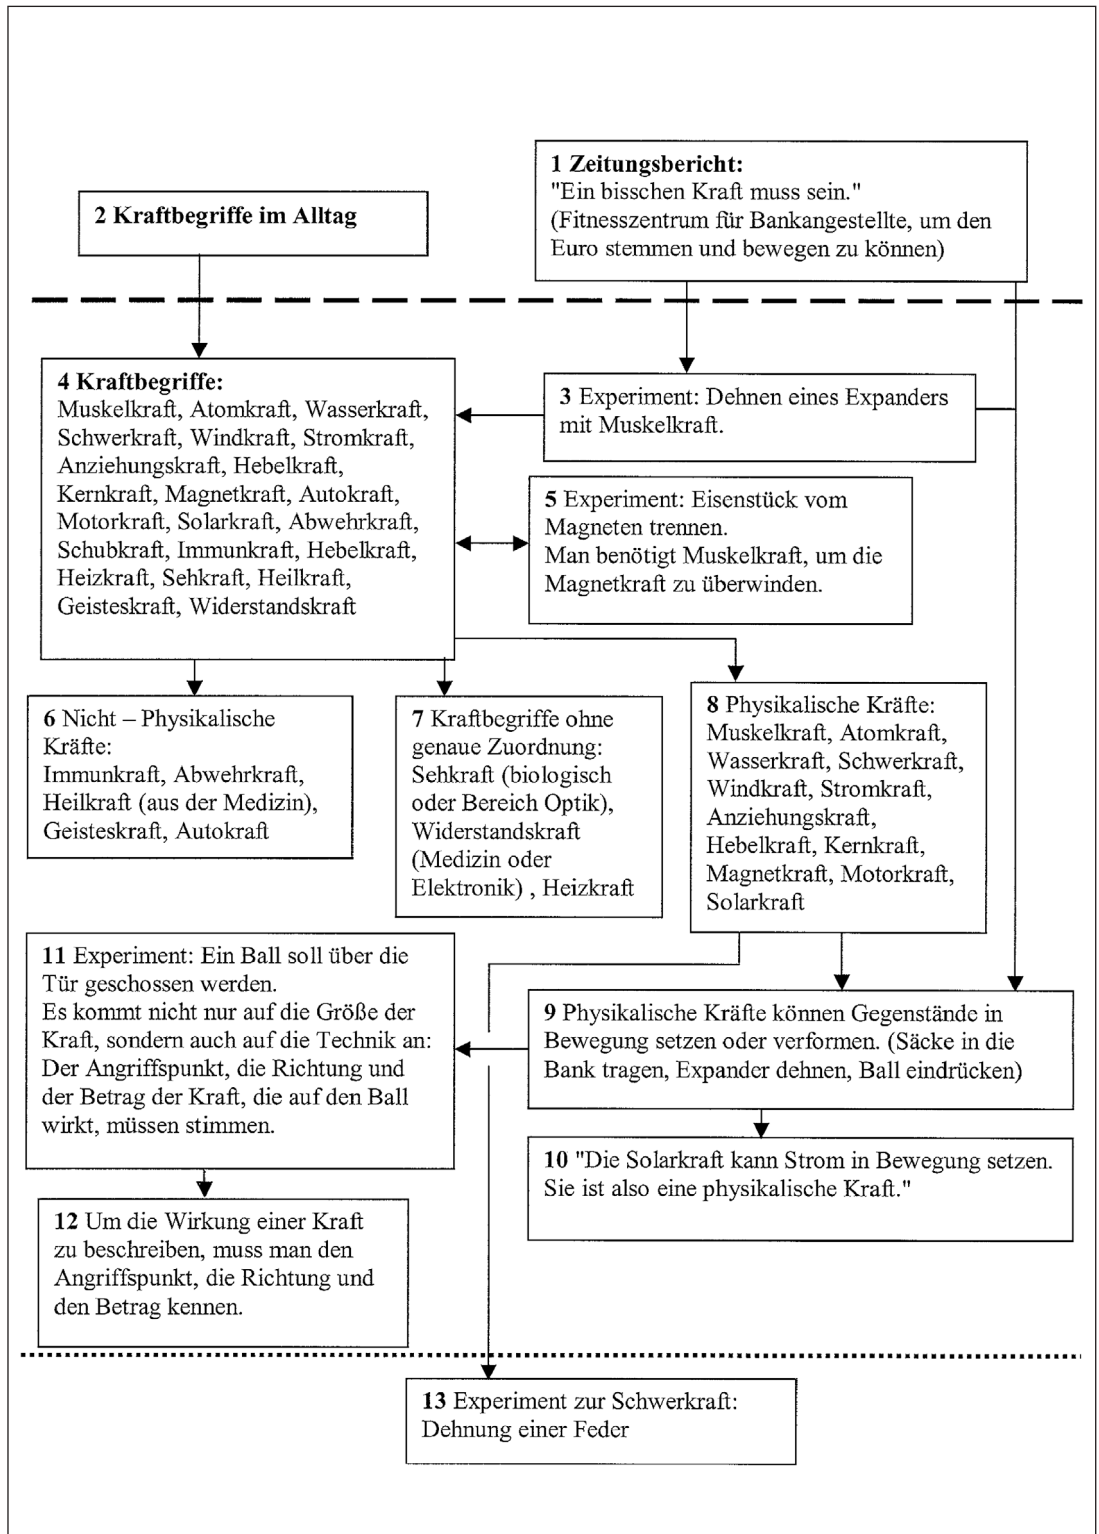 1 Zeitungsbericht:
"Ein bisschen Kraft muss sein."
(Fitnesszentrum für Bankangestellte, um den
Euro stemmen und bewegen zu können)
2 Kraftbegriffe im Alltag
4 Kraftbegriffe:
Muskelkraft, Atomkraft, Wasserkraft,
Schwerkraft, Windkraft, Stromkraft,
Anziehungskraft, Hebelkraft,
Kernkraft, Magnetkraft, Autokraft,
Motorkraft, Solarkraft, Abwehrkraft,
Schubkraft, Immunkraft, Hebelkraft,
Heizkraft, Sehkraft, Heilkraft,
Geisteskraft, Widerstandskraft
3 Experiment: Dehnen eines Expanders
mit Muskelkraft.
5 Experiment: Eisenstück vom
Magneten trennen.
Man benötigt Muskelkraft, um die
Magnetkraft zu überwinden.
6 Nicht – Physikalische
Kräfte:
Immunkraft, Abwehrkraft,
Heilkraft (aus der Medizin),
Geisteskraft, Autokraft
7 Kraftbegriffe ohne
genaue Zuordnung:
Sehkraft (biologisch
oder Bereich Optik),
Widerstandskraft
(Medizin oder
Elektronik) , Heizkraft
8 Physikalische Kräfte:
Muskelkraft, Atomkraft,
Wasserkraft, Schwerkraft,
Windkraft, Stromkraft,
Anziehungskraft,
Hebelkraft, Kernkraft,
Magnetkraft, Motorkraft,
Solarkraft
11 Experiment: Ein Ball soll über die
Tür geschossen werden.
Es kommt nicht nur auf die Größe der
Kraft, sondern auch auf die Technik an:
Der Angriffspunkt, die Richtung und
der Betrag der Kraft, die auf den Ball
wirkt, müssen stimmen.
9 Physikalische Kräfte können Gegenstände in
Bewegung setzen oder verformen. (Säcke in die
Bank tragen, Expander dehnen, Ball eindrücken)
10 "Die Solarkraft kann Strom in Bewegung setzen.
Sie ist also eine physikalische Kraft."
12 Um die Wirkung einer Kraft
zu beschreiben, muss man den
Angriffspunkt, die Richtung und
den Betrag kennen.
13 Experiment zur Schwerkraft:
Dehnung einer Feder